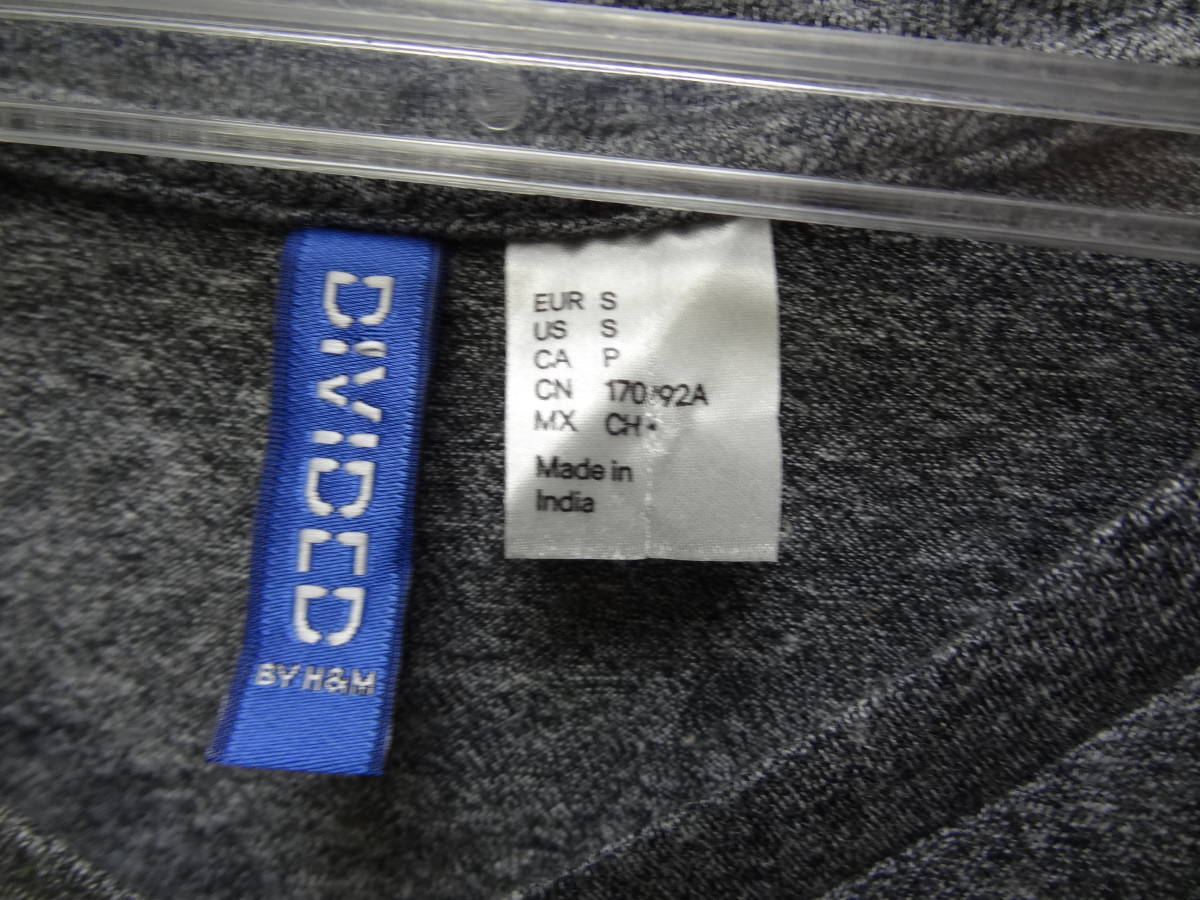 DIVIDED
BY H&M
EUR S
US S
CA P
CN 170/92A
MX CH
Made in
India